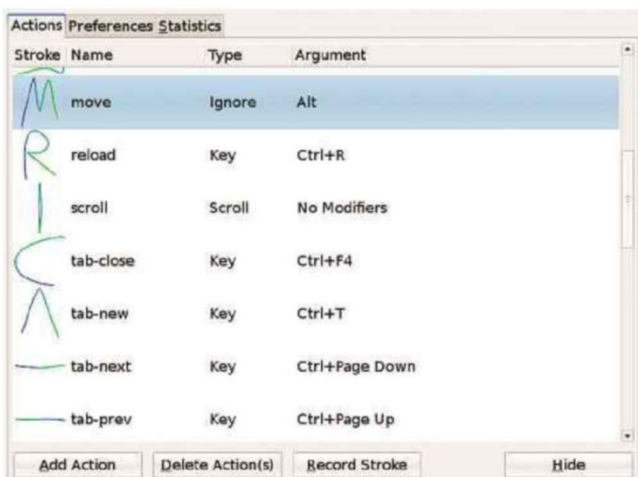 Actions Preferences Statistics
Stroke Name Type Argument
move Ignore Alt
reload Key Ctrl+R
scroll Scroll No Modifiers
tab-close Key Ctrl+F4
tab-new Key Ctrl+T
tab-next Key Ctrl+Page Down
tab-prev Key Ctrl+Page Up
Add Action Delete Action(s) Record Stroke Hide